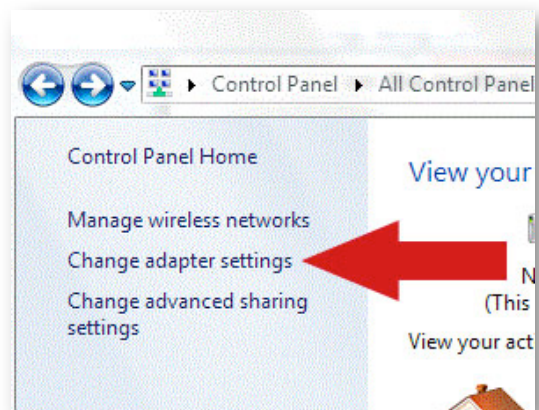 Control Panel All Control Panel
Control Panel Home
View your
Manage wireless networks
Change adapter settings
N
Change advanced sharing
(This
settings
View your act